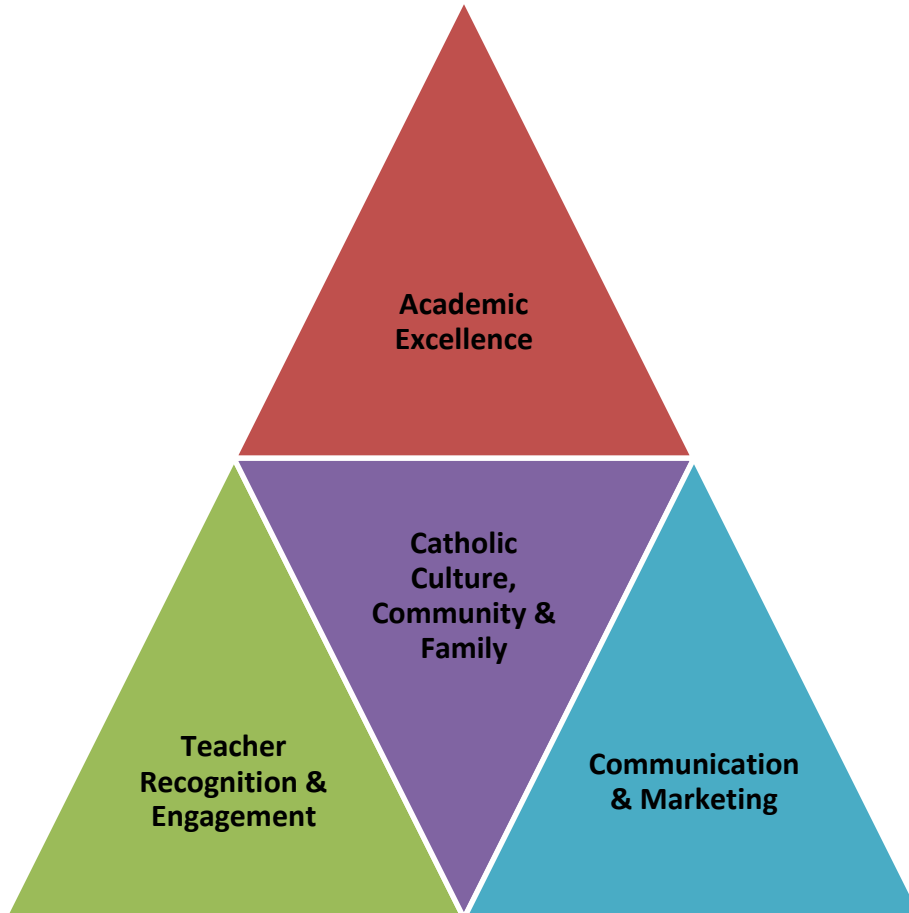 Academic
Excellence
Catholic
Culture,
Community &
Family
Teacher
Recognition &
Engagement
Communication
& Marketing